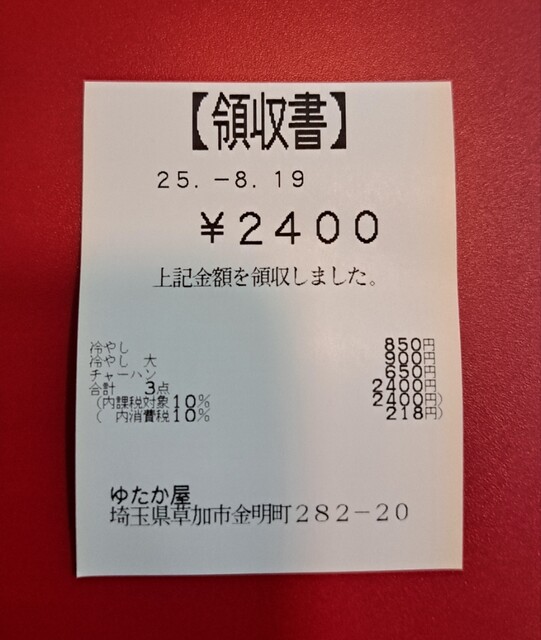 【領収書】
25.-8.19
¥2400
上記金額を領収しました。
冷やし 850円
冷やし 大 900円
チャーハン 650円
合計 3点 2400円
(内課税対象10% 2400円)
( 内消費税10% 218円)
ゆたか屋
埼玉県草加市金明町282-20